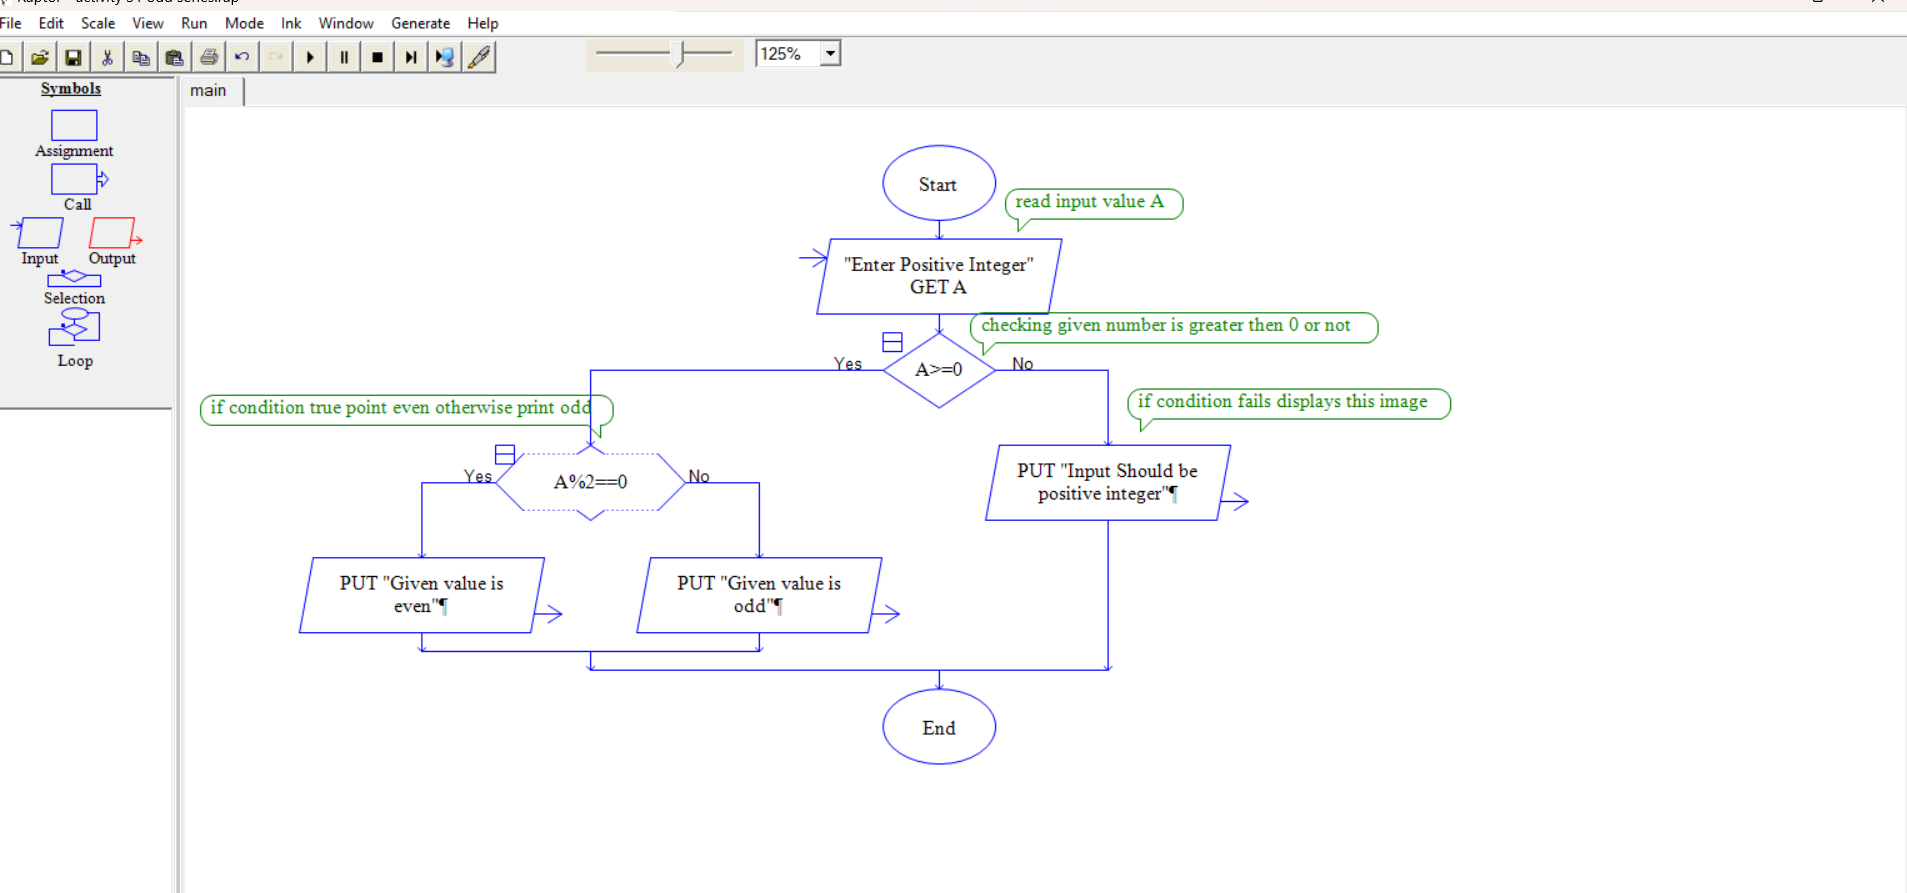 File Edit Scale View Run Mode Ink Window Generate Help
125%
Symbols
Assignment
Call
Input Output
Selection
Loop
main
Start
read input value A
"Enter Positive Integer"
GET A
checking given number is greater then 0 or not
Yes
A>=0
No
if condition true point even otherwise print odd
if condition fails displays this image
Yes
A%2==0
No
PUT "Input Should be
positive integer"¶
PUT "Given value is
even"¶
PUT "Given value is
odd"¶
End